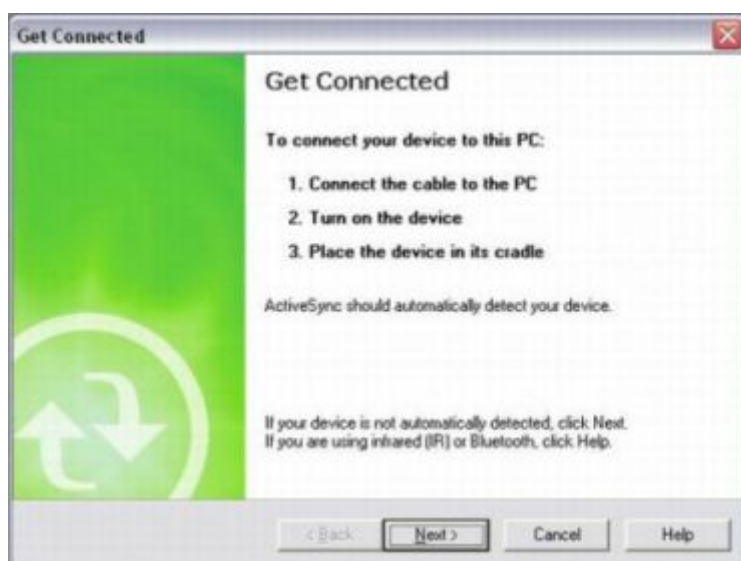 Get Connected
Get Connected
To connect your device to this PC:
1. Connect the cable to the PC
2. Turn on the device
3. Place the device in its cradle
ActiveSync should automatically detect your device.
If your device is not automatically detected, click Next.
If you are using infrared (IR) or Bluetooth, click Help.
< Back Next > Cancel Help